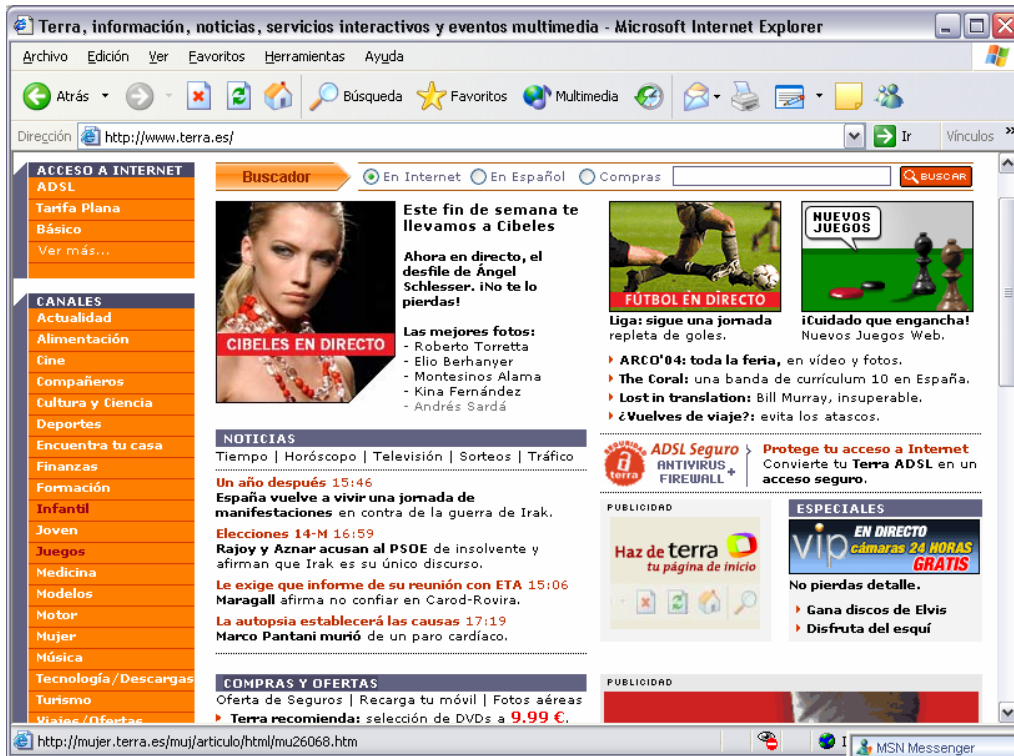 Terra, información, noticias, servicios interactivos y eventos multimedia - Microsoft Internet Explorer
Archivo Edición Ver Favoritos Herramientas Ayuda
Atrás Búsqueda Favoritos Multimedia
Dirección http://www.terra.es/ Ir Vínculos »
ACCESO A INTERNET
ADSL
Tarifa Plana
Básico
Ver más...
CANALES
Actualidad
Alimentación
Cine
Compañeros
Cultura y Ciencia
Deportes
Encuentra tu casa
Finanzas
Formación
Infantil
Joven
Juegos
Medicina
Modelos
Motor
Mujer
Música
Tecnología/Descargas
Turismo
Viajes/Ofertas
Buscador En Internet En Español Compras BUSCAR
CIBELES EN DIRECTO
Este fin de semana te
llevamos a Cibeles
Ahora en directo, el
desfile de Ángel
Schlesser. ¡No te lo
pierdas!
Las mejores fotos:
- Roberto Torretta
- Elio Berhanyer
- Montesinos Alama
- Kina Fernández
- Andrés Sardá
NOTICIAS
Tiempo | Horóscopo | Televisión | Sorteos | Tráfico
Un año después 15:46
España vuelve a vivir una jornada de
manifestaciones en contra de la guerra de Irak.
Elecciones 14-M 16:59
Rajoy y Aznar acusan al PSOE de insolvente y
afirman que Irak es su único discurso.
Le exige que informe de su reunión con ETA 15:06
Maragall afirma no confiar en Carod-Rovira.
La autopsia establecerá las causas 17:19
Marco Pantani murió de un paro cardíaco.
COMPRAS Y OFERTAS
Oferta de Seguros | Recarga tu móvil | Fotos aéreas
Terra recomienda: selección de DVDs a 9.99 €.
FÚTBOL EN DIRECTO
Liga: sigue una jornada
repleta de goles.
NUEVOS
JUEGOS
¡Cuidado que engancha!
Nuevos Juegos Web.
ARCO'04: toda la feria, en vídeo y fotos.
The Coral: una banda de currículum 10 en España.
Lost in translation: Bill Murray, insuperable.
¿Vuelves de viaje?: evita los atascos.
terra
ADSL Seguro
ANTIVIRUS +
FIREWALL
Protege tu acceso a Internet
Convierte tu Terra ADSL en un
acceso seguro.
PUBLICIDAD
Haz de terra
tu página de inicio
ESPECIALES
vip EN DIRECTO
cámaras 24 HORAS
GRATIS
No pierdas detalle.
Gana discos de Elvis
Disfruta del esquí
PUBLICIDAD
http://mujer.terra.es/muj/articulo/html/mu26068.htm
MSN Messenger